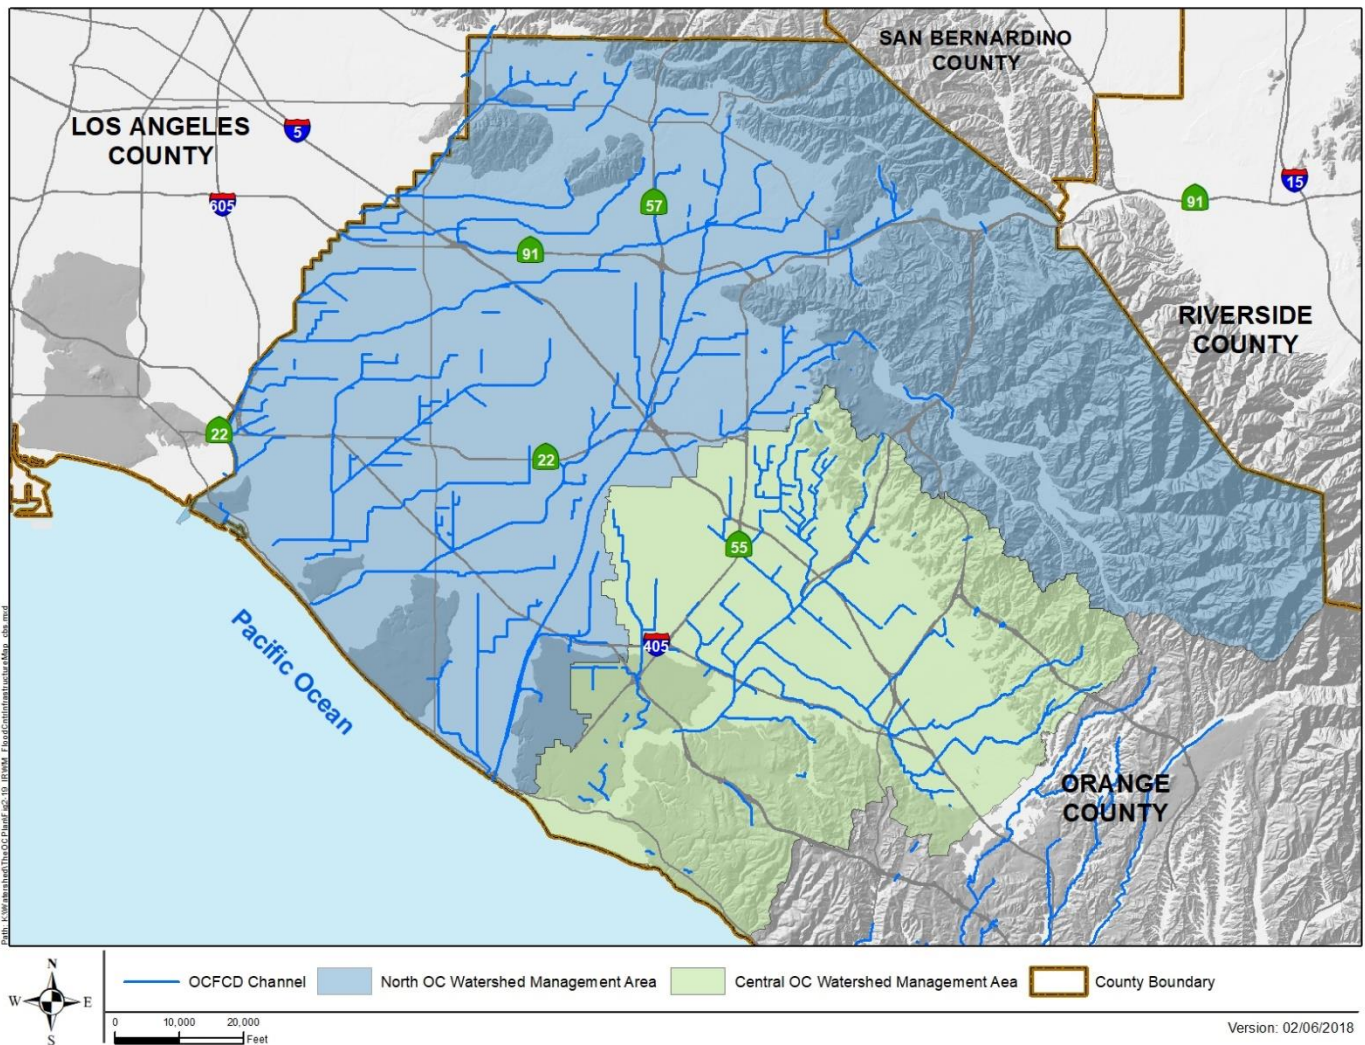 SAN BERNARDINO
COUNTY
LOS ANGELES
COUNTY
5
605
57
91
15
91
RIVERSIDE
COUNTY
22
22
55
405
Pacific Ocean
ORANGE
COUNTY
N
W
E
S
OCFCD Channel
North OC Watershed Management Area
Central OC Watershed Management Aea
County Boundary
0
10,000
20,000
Feet
Version: 02/06/2018